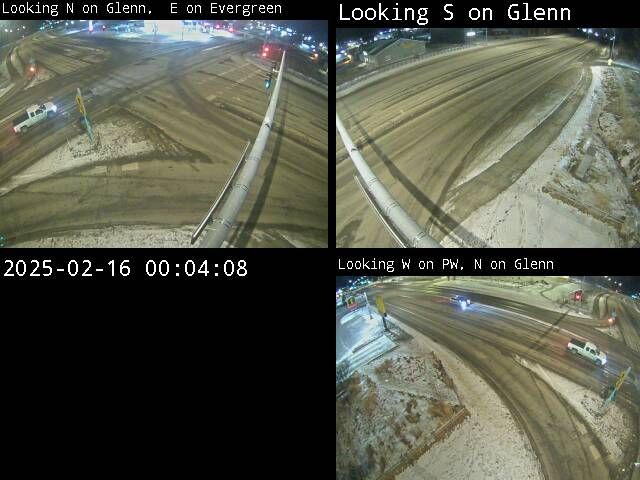 Looking N on Glenn,  E on Evergreen
Looking S on Glenn
2025-02-16 00:04:08
Looking W on PW, N on Glenn